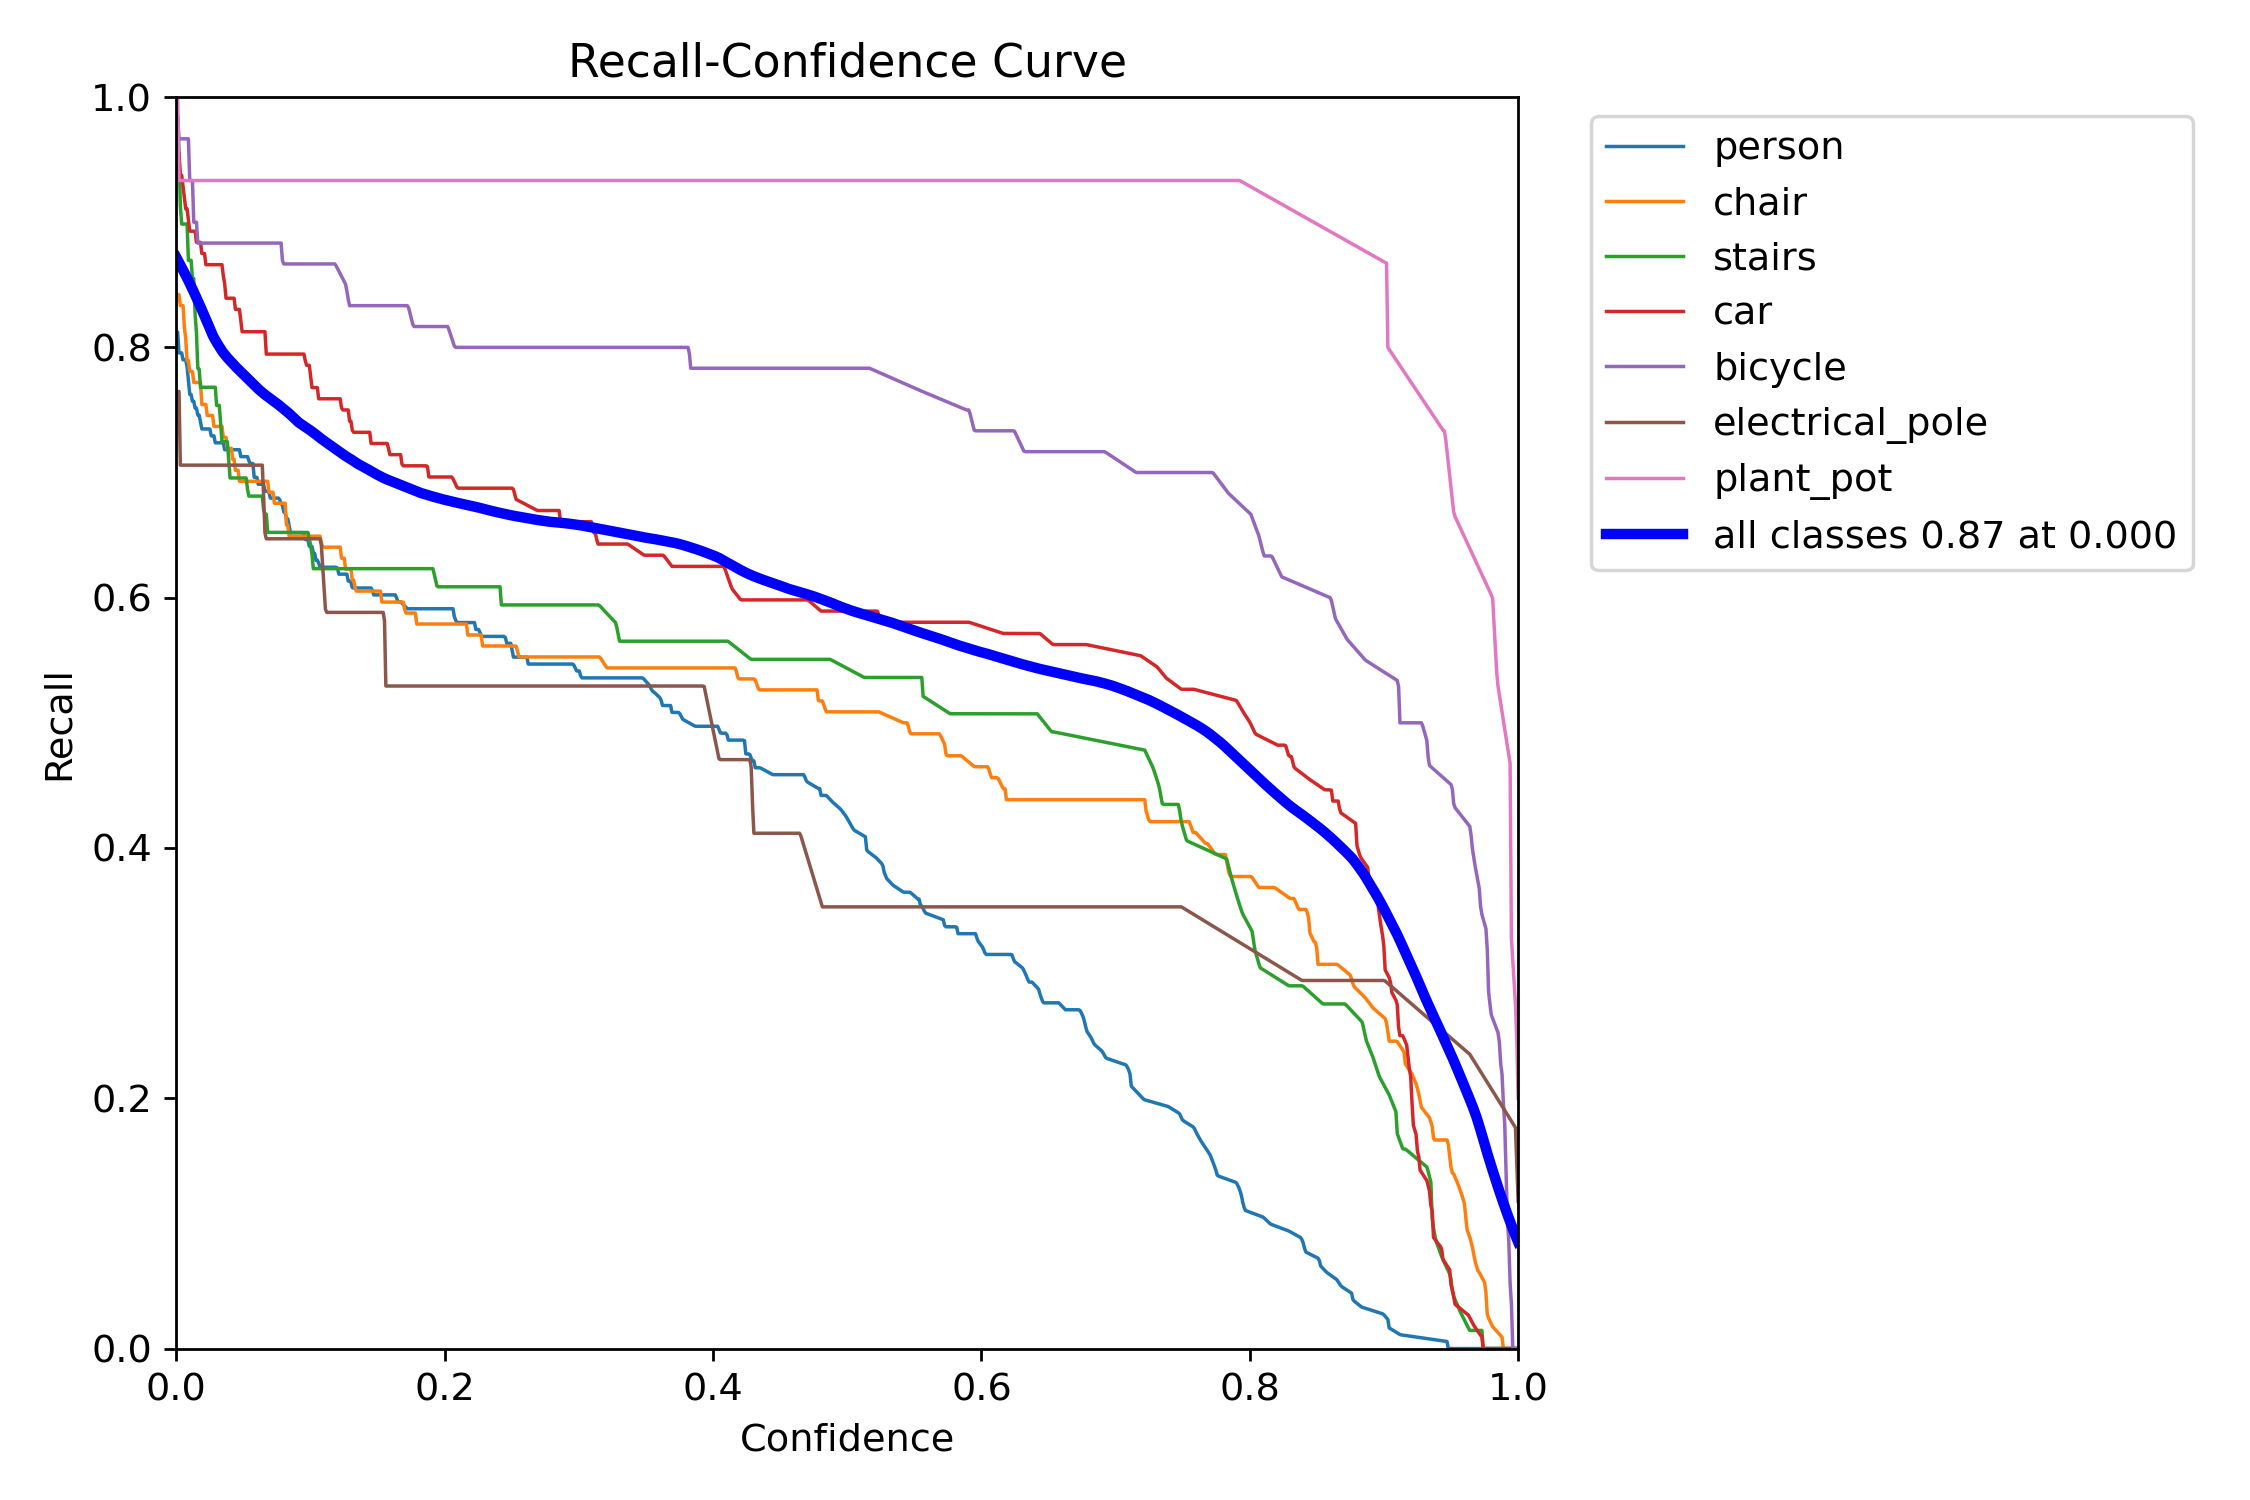 Recall-Confidence Curve
1.0
0.8
0.6
0.4
0.2
0.0
Recall
0.0 0.2 0.4 0.6 0.8 1.0
Confidence
person
chair
stairs
car
bicycle
electrical_pole
plant_pot
all classes 0.87 at 0.000